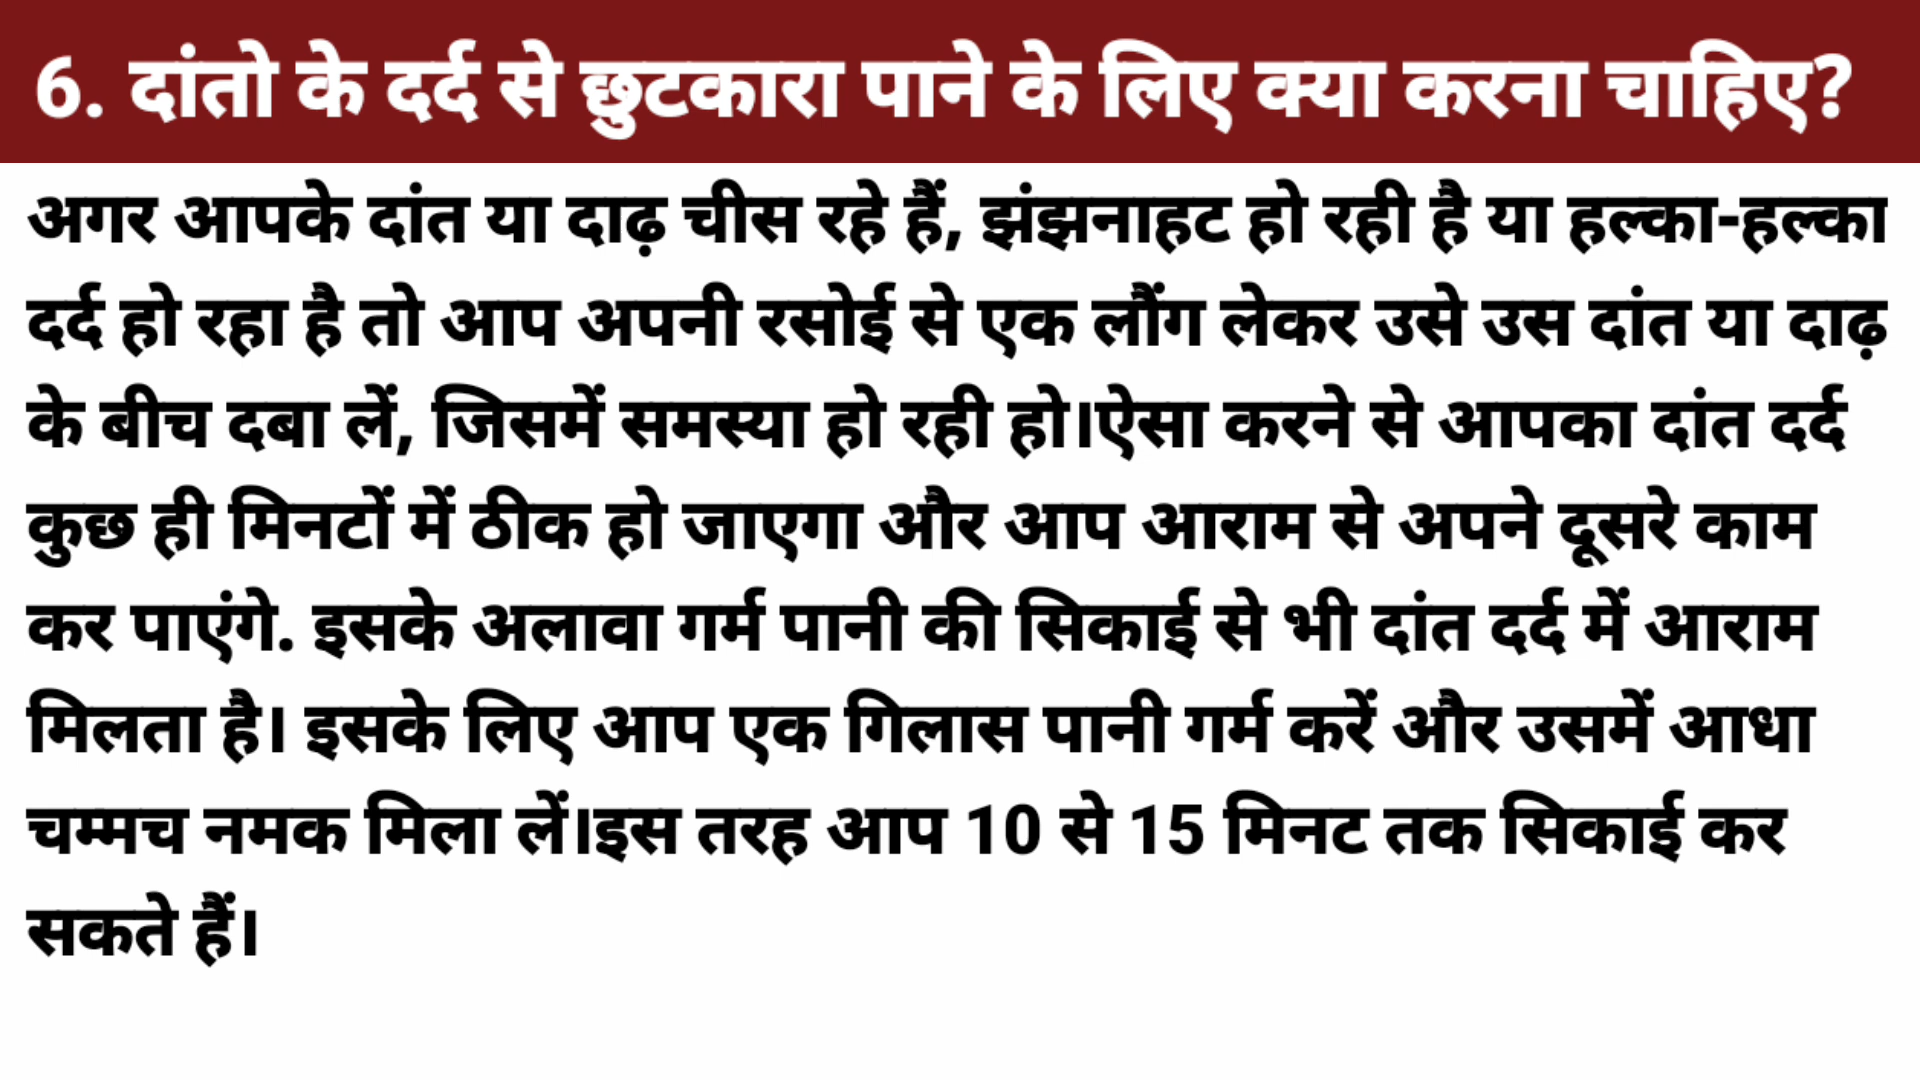 6. दांतो के दर्द से छुटकारा पाने के लिए क्या करना चाहिए?
अगर आपके दांत या दाढ़ चीस रहे हैं, झंझनाहट हो रही है या हल्का-हल्का
दर्द हो रहा है तो आप अपनी रसोई से एक लौंग लेकर उसे उस दांत या दाढ़
के बीच दबा लें, जिसमें समस्या हो रही हो।ऐसा करने से आपका दांत दर्द
कुछ ही मिनटों में ठीक हो जाएगा और आप आराम से अपने दूसरे काम
कर पाएंगे. इसके अलावा गर्म पानी की सिकाई से भी दांत दर्द में आराम
मिलता है। इसके लिए आप एक गिलास पानी गर्म करें और उसमें आधा
चम्मच नमक मिला लें।इस तरह आप 10 से 15 मिनट तक सिकाई कर
सकते हैं।